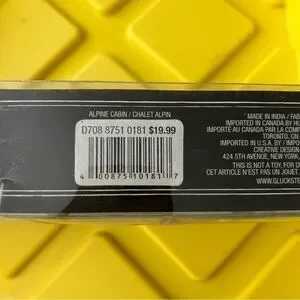 ALPINE CABIN / CHALET ALPIN
D708 8751 0181 $19.99
4 00875 10181 7
MADE IN INDIA / FAB
IMPORTED IN CANADA BY HU
IMPORTÉ AU CANADA PAR LA COM
TORONTO, ON
IMPORTED IN U.S.A. BY / IMPO
CREATIVE DESIGN
424 5TH AVENUE, NEW YORK,
THIS IS NOT A TOY. FOR D
CET ARTICLE N'EST PAS UN JOUET.
WWW.GLUCKSTE